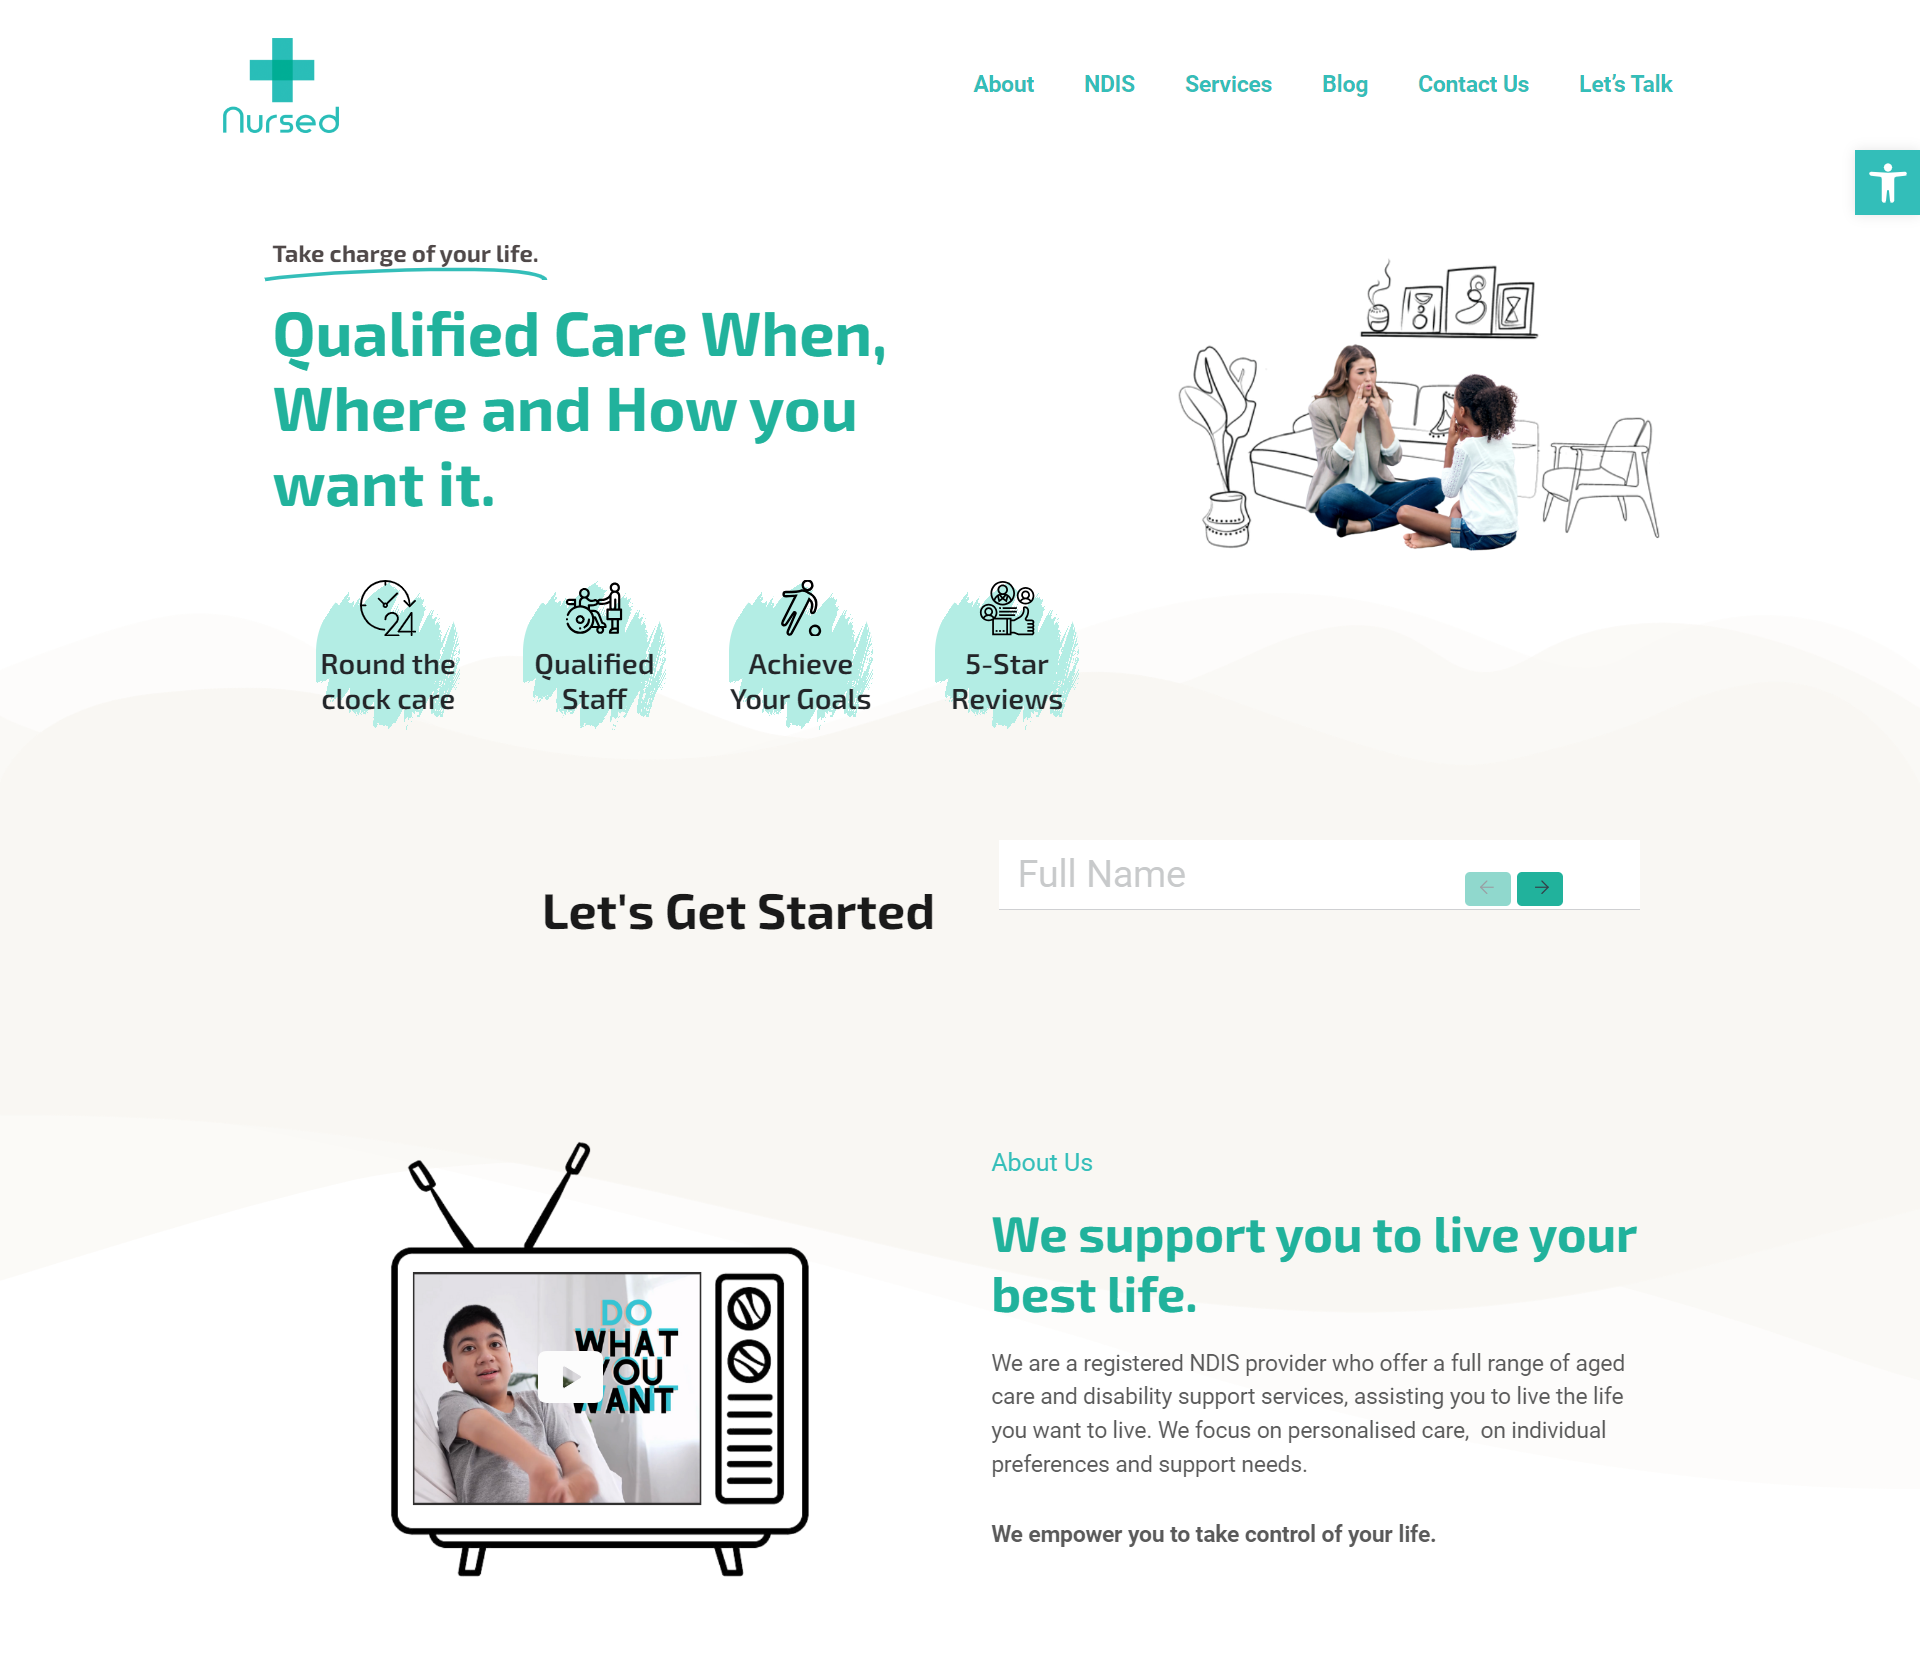 Nursed
About
NDIS
Services
Blog
Contact Us
Let’s Talk
Take charge of your life.
Qualified Care When,
Where and How you
want it.
24
Round the
clock care
Qualified
Staff
Achieve
Your Goals
5-Star
Reviews
Let's Get Started
Full Name
DO
WHAT
YOU
WANT
About Us
We support you to live your
best life.
We are a registered NDIS provider who offer a full range of aged
care and disability support services, assisting you to live the life
you want to live. We focus on personalised care,  on individual
preferences and support needs.
We empower you to take control of your life.